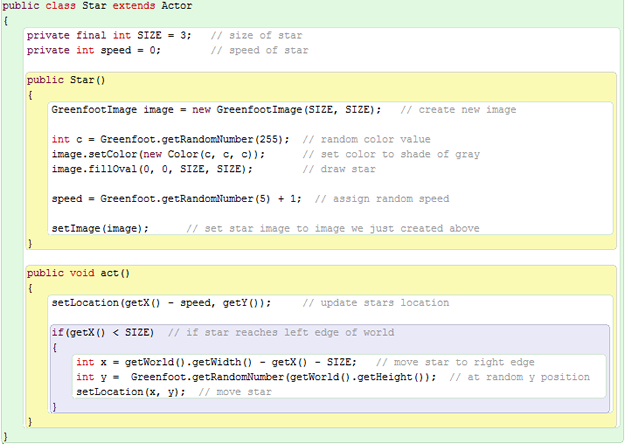 public class Star extends Actor
{
private final int SIZE = 3;   // size of star
private int speed = 0;        // speed of star
public Star()
{
GreenfootImage image = new GreenfootImage(SIZE, SIZE);   // create new image
int c = Greenfoot.getRandomNumber(255);  // random color value
image.setColor(new Color(c, c, c));      // set color to shade of gray
image.fillOval(0, 0, SIZE, SIZE);        // draw star
speed = Greenfoot.getRandomNumber(5) + 1;  // assign random speed
setImage(image);      // set star image to image we just created above
}
public void act()
{
setLocation(getX() - speed, getY());     // update stars location
if(getX() < SIZE)  // if star reaches left edge of world
{
int x = getWorld().getWidth() - getX() - SIZE;   // move star to right edge
int y =  Greenfoot.getRandomNumber(getWorld().getHeight());  // at random y position
setLocation(x, y);  // move star
}
}
}